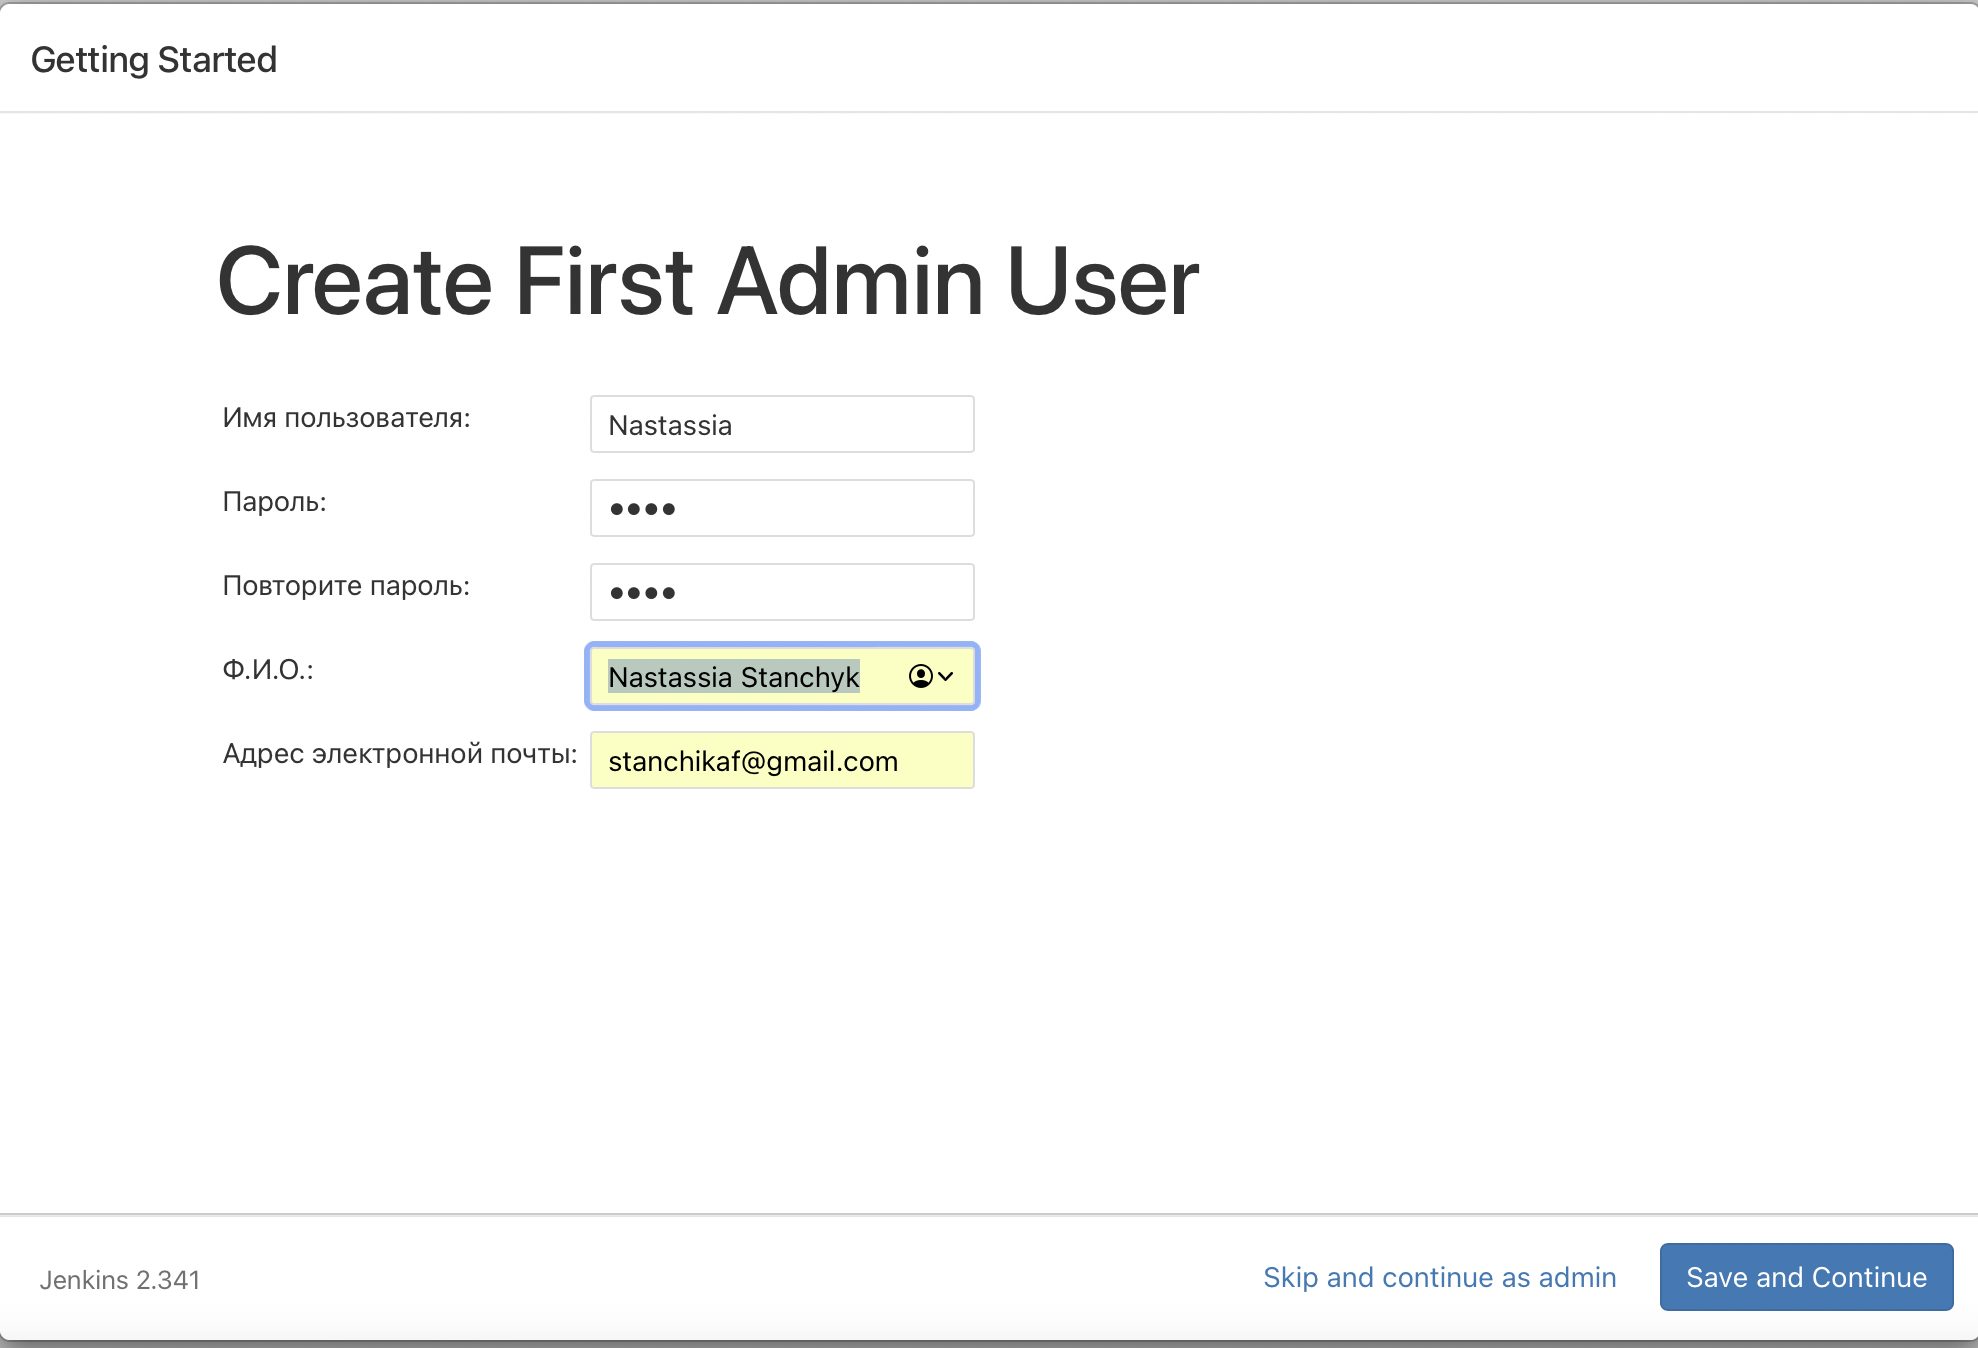 Getting Started
Create First Admin User
Имя пользователя: Nastassia
Пароль: ••••
Повторите пароль: ••••
Ф.И.О.: Nastassia Stanchyk
Адрес электронной почты: stanchikaf@gmail.com
Jenkins 2.341 Skip and continue as admin Save and Continue